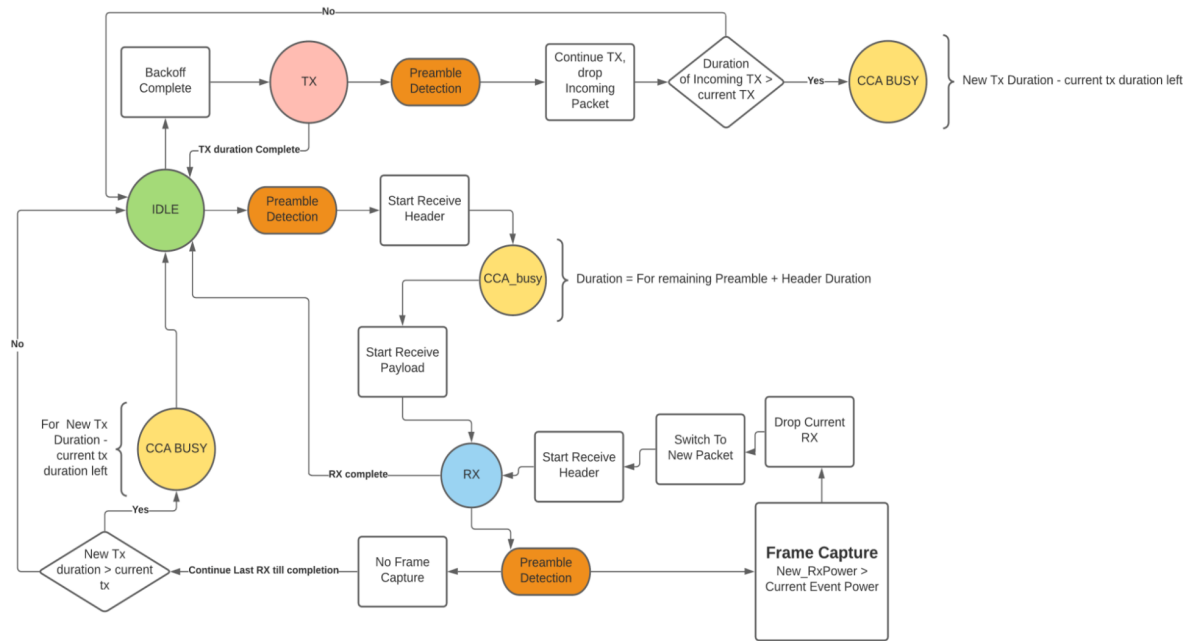 No
Backoff
Complete
TX
Preamble
Detection
Continue TX,
drop
Incoming
Packet
Duration
of Incoming TX >
current TX
Yes
CCA BUSY
New Tx Duration - current tx duration left
TX duration Complete
IDLE
Preamble
Detection
Start Receive
Header
CCA_busy
Duration = For remaining Preamble + Header Duration
No
Start Receive
Payload
For New Tx
Duration -
current tx
duration left
CCA BUSY
RX complete
RX
Start Receive
Header
Switch To
New Packet
Drop Current
RX
Yes
New Tx
duration > current
tx
Continue Last RX till completion
No Frame
Capture
Preamble
Detection
Frame Capture
New_RxPower >
Current Event Power